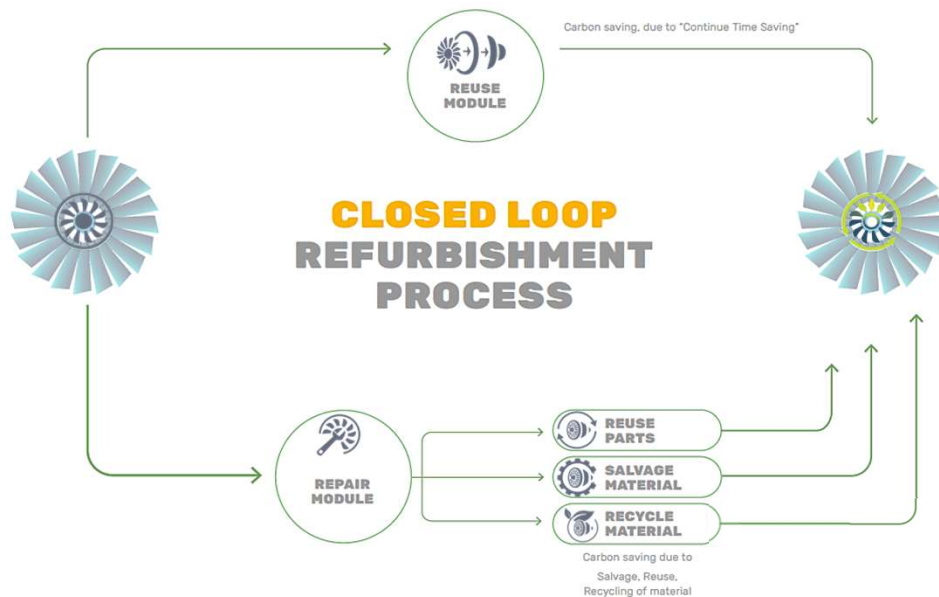 REUSE
MODULE
Carbon saving, due to “Continue Time Saving”
CLOSED LOOP
REFURBISHMENT
PROCESS
REPAIR
MODULE
REUSE
PARTS
SALVAGE
MATERIAL
RECYCLE
MATERIAL
Carbon saving due to
Salvage, Reuse,
Recycling of material